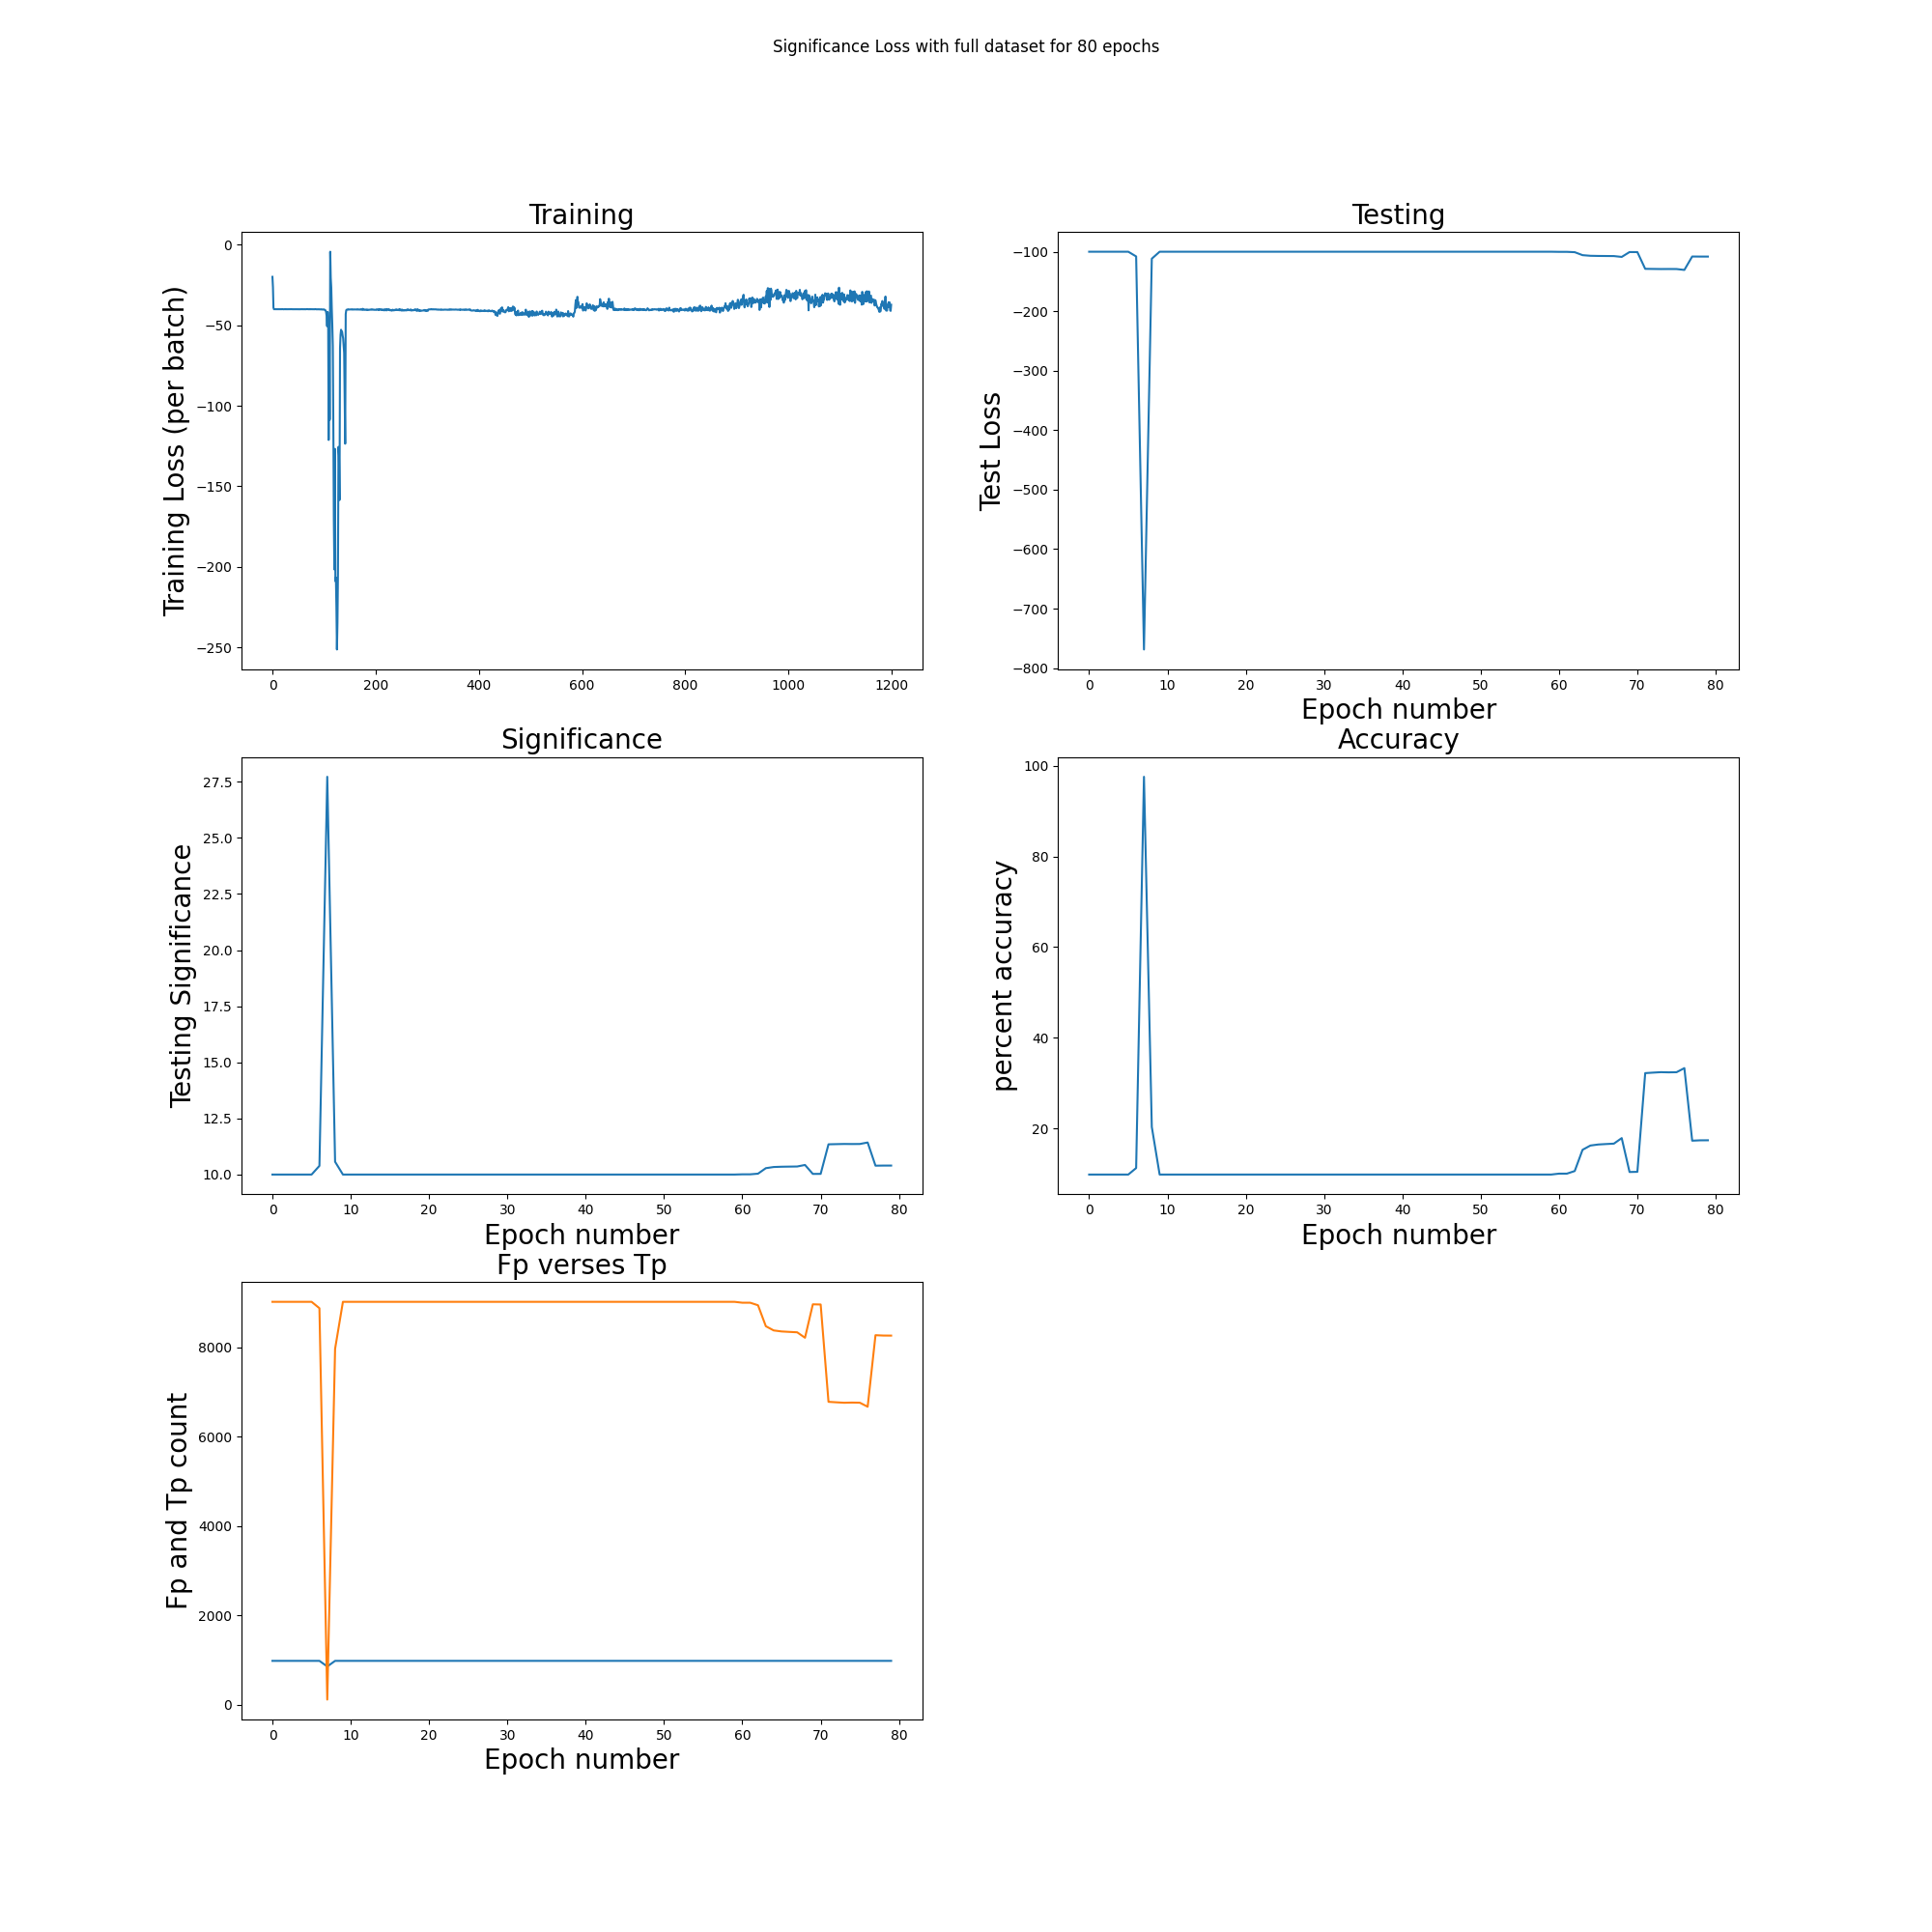 Significance Loss with full dataset for 80 epochs
Training
Training Loss (per batch)
0
−50
−100
−150
−200
−250
0 200 400 600 800 1000 1200
Testing
Test Loss
−100
−200
−300
−400
−500
−600
−700
−800
0 10 20 30 40 50 60 70 80
Epoch number
Significance
Testing Significance
27.5
25.0
22.5
20.0
17.5
15.0
12.5
10.0
0 10 20 30 40 50 60 70 80
Epoch number
Accuracy
percent accuracy
100
80
60
40
20
0 10 20 30 40 50 60 70 80
Epoch number
Fp verses Tp
Fp and Tp count
8000
6000
4000
2000
0
0 10 20 30 40 50 60 70 80
Epoch number